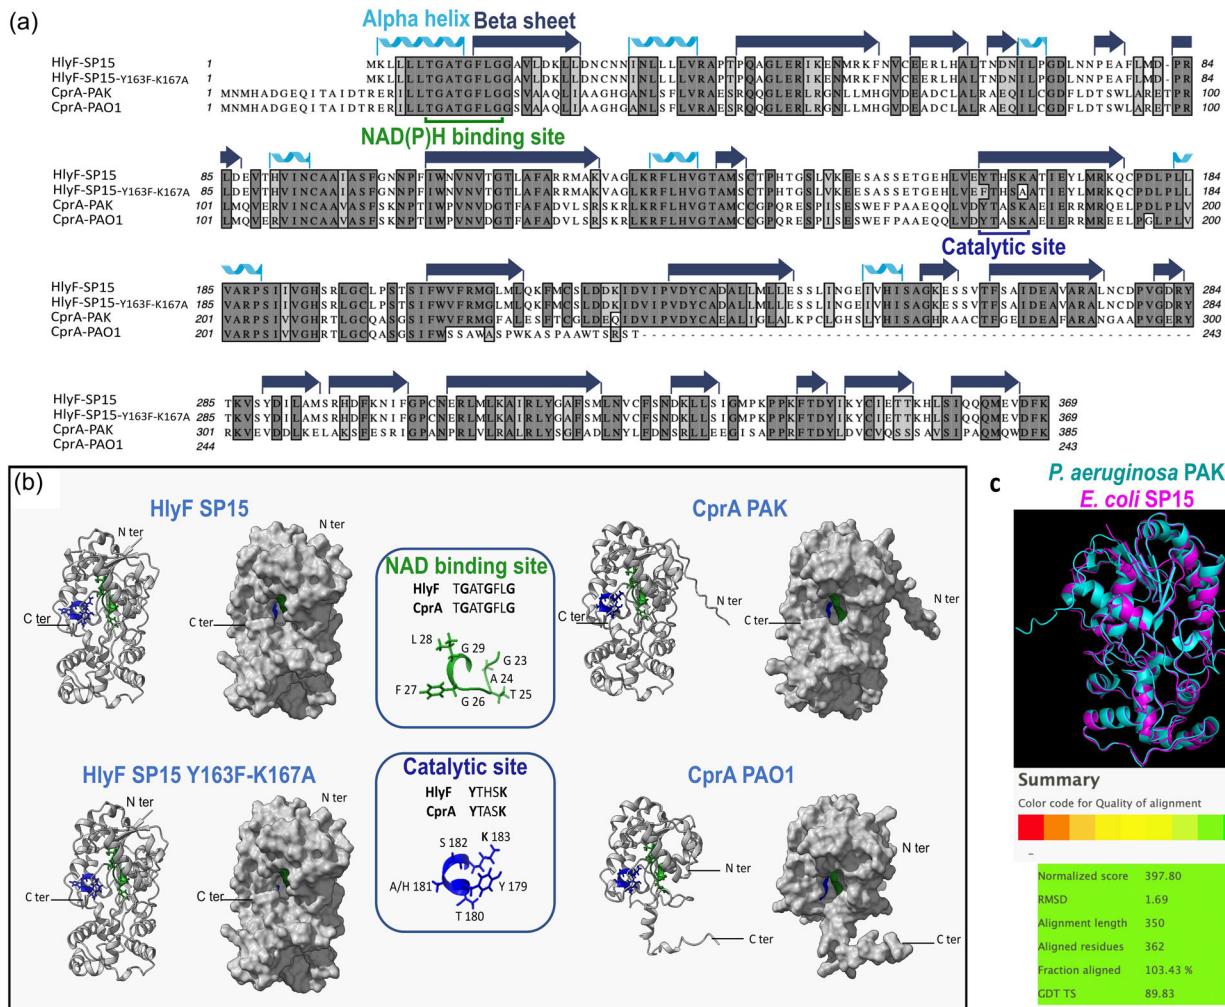 (a)
Alpha helix Beta sheet
HlyF-SP15 1 MKLLLLTGATGFLGGAVLDKLLDNCNNINLLLLVRAPTPQAGLERIKENMRKFNVCEERLHALTNDNILPGDLNNPEAFLMD-PR 84
HlyF-SP15-Y163F-K167A 1 MKLLLLTGATGFLGGAVLDKLLDNCNNINLLLLVRAPTPQAGLERIKENMRKFNVCEERLHALTNDNILPGDLNNPEAFLMD-PR 84
CprA-PAK 1 MNMHADGEQITAIDTRERILLLTGATGFLGGSVAAQLIAAGHGANLSFLVRAESRQQGLERLRGNLLMHGVDEADCLALRAEQILCGDFLDTSWLARETPR 100
CprA-PAO1 1 MNMHADGEQITAIDTRERILLLTGATGFLGGSVAAQLIAAGHGANLSFLVRAESRQQGLERLRGNLLMHGVDEADCLALRAEQILCGDFLDTSWLARETPR 100
NAD(P)H binding site
HlyF-SP15 85 LDEVTHVINCAAIASFGNNPFIWNVNVTGTLAFARRMAKVAGLKRFLHVGTAMSCTPHTGSLVKEESASSETGEHLVEYTHSKATIEYLMRKQCPDLPLL 184
HlyF-SP15-Y163F-K167A 85 LDEVTHVINCAAIASFGNNPFIWNVNVTGTLAFARRMAKVAGLKRFLHVGTAMSCTPHTGSLVKEESASSETGEHLVEFTHSAATIEYLMRKQCPDLPLL 184
CprA-PAK 101 LMQVERVINCAAVASFSKNPTIWPVNVDGTFAFADVLSRSKRLKRFLHVGTAMCCGPQRESPISESWEFPAAEQQLVDYTASKAEIERRMREELPDLPLV 200
CprA-PAO1 101 LMQVERVINCAAVASFSKNPTIWPVNVDGTFAFADVLSRSKRLKRFLHVGTAMCCGPQRESPISESWEFPAAEQQLVDYTASKAEIERRMREELPGLPLV 200
Catalytic site
HlyF-SP15 185 VARPSIIVGHSRLGCLPSTSIFWVFRMGLMLQKFMCSLDDKIDVIPVDYCADALLMLLESSLINGEIVHISAGKESSVTFSAIDEAVARALNCDPVGDRY 284
HlyF-SP15-Y163F-K167A 185 VARPSIIVGHSRLGCLPSTSIFWVFRMGLMLQKFMCSLDDKIDVIPVDYCADALLMLLESSLINGEIVHISAGKESSVTFSAIDEAVARALNCDPVGDRY 284
CprA-PAK 201 VARPSIVVGHRTLGCQASGSIFWVFRMGFALESFTCGLDEQIDVIPVDYCAEALIGLALKPCLGHSLYHISAGHRAACTFGEIDEAFARANGAAPVGERY 300
CprA-PAO1 201 VARPSIVVGHRTLGCQASGSIFWSSAWASPWKASPAAWTSRST--------------------------------------------------------- 243
HlyF-SP15 285 TKVSYDILAMSRHDFKNIFGPCNERLMLKAIRLYGAFSMLNVCFSNDKLLSIGMPKPPKFTDYIKYCIETTKHLSIQQQMEVDFK 369
HlyF-SP15-Y163F-K167A 285 TKVSYDILAMSRHDFKNIFGPCNERLMLKAIRLYGAFSMLNVCFSNDKLLSIGMPKPPKFTDYIKYCIETTKHLSIQQQMEVDFK 369
CprA-PAK 301 RKVEVDDLKELAKSFESRIGPANPRLVLRALRLYSGFADLNYLFDNSRLLEEGISAPPRFTDYLDVCVQSSSAVSIPAQMQWDFK 385
CprA-PAO1 244 243
(b)
HlyF SP15
N ter
C ter
N ter
C ter
NAD binding site
HlyF TGATGFLG
CprA TGATGFLG
L 28
G 29
G 23
A 24
F 27
G 26
T 25
CprA PAK
N ter
C ter
N ter
C ter
HlyF SP15 Y163F-K167A
N ter
C ter
N ter
C ter
Catalytic site
HlyF YTHSK
CprA YTASK
S 182
K 183
A/H 181
Y 179
T 180
CprA PAO1
N ter
C ter
N ter
C ter
c
P. aeruginosa PAK
E. coli SP15
Summary
Color code for Quality of alignment
–
Normalized score 397.80
RMSD 1.69
Alignment length 350
Aligned residues 362
Fraction aligned 103.43 %
GDT TS 89.83